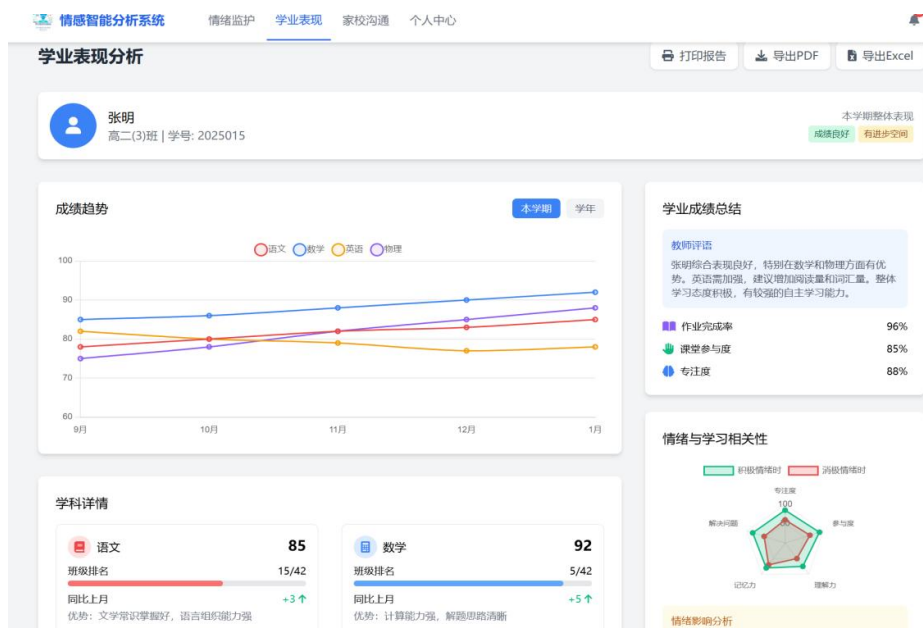 情感智能分析系统
情绪监护
学业表现
家校沟通
个人中心
学业表现分析
打印报告
导出PDF
导出Excel
张明
高二(3)班 | 学号: 2025015
本学期整体表现
成绩良好
有进步空间
成绩趋势
本学期
学年
语文
数学
英语
物理
100
90
80
70
60
9月
10月
11月
12月
1月
学业成绩总结
教师评语
张明综合表现良好，特别在数学和物理方面有优
势。英语需加强，建议增加阅读量和词汇量。整体
学习态度积极，有较强的自主学习能力。
作业完成率
96%
课堂参与度
85%
专注度
88%
学科详情
语文
85
班级排名
15/42
同比上月
+3↑
优势：文学常识掌握好，语言组织能力强
数学
92
班级排名
5/42
同比上月
+5↑
优势：计算能力强，解题思路清晰
情绪与学习相关性
积极情绪时
消极情绪时
专注度
100
解决问题
参与度
记忆力
理解力
情绪影响分析